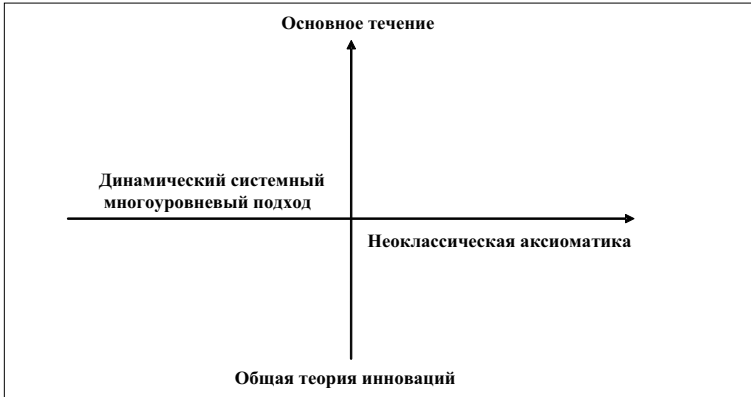 Основное течение
Динамический системный
многоуровневый подход
Неоклассическая аксиоматика
Общая теория инноваций